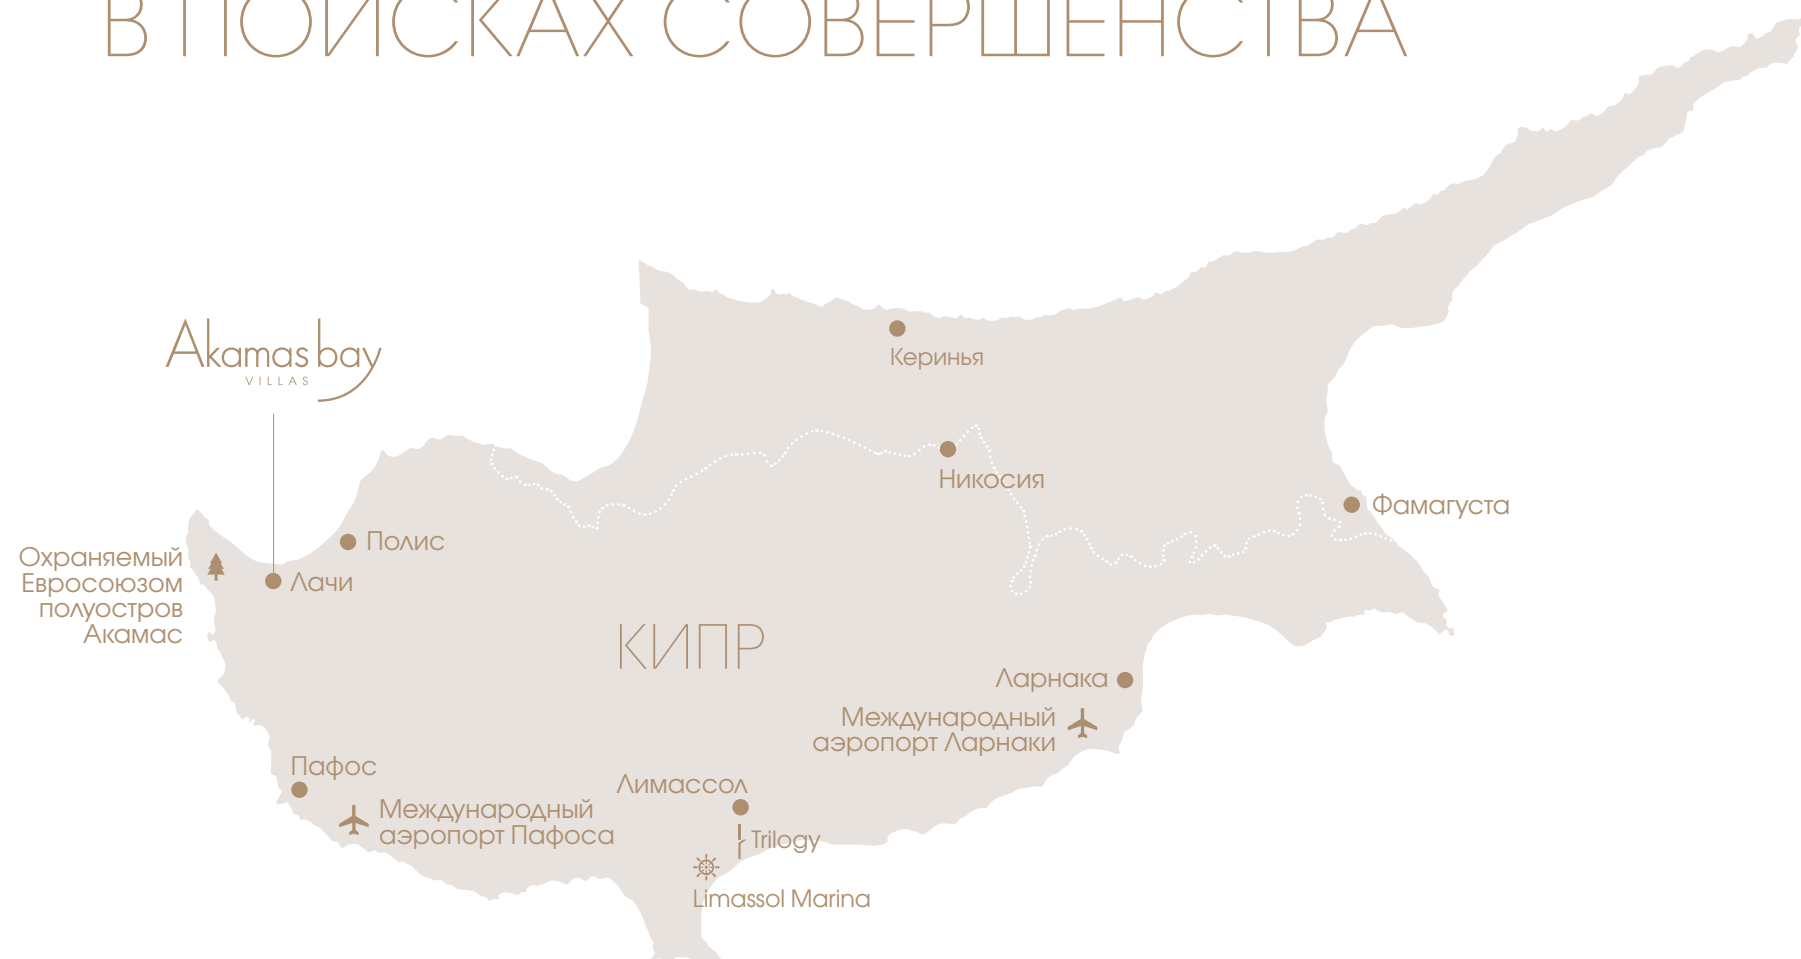 В ПОИСКАХ СОВЕРШЕНСТВА
Akamas bay
VILLAS
Керинья
Никосия
Фамагуста
Полис
Лачи
Охраняемый
Евросоюзом
полуостров
Акамас
КИПР
Ларнака
Международный
аэропорт Ларнаки
Пафос
Международный
аэропорт Пафоса
Лимассол
Trilogy
Limassol Marina